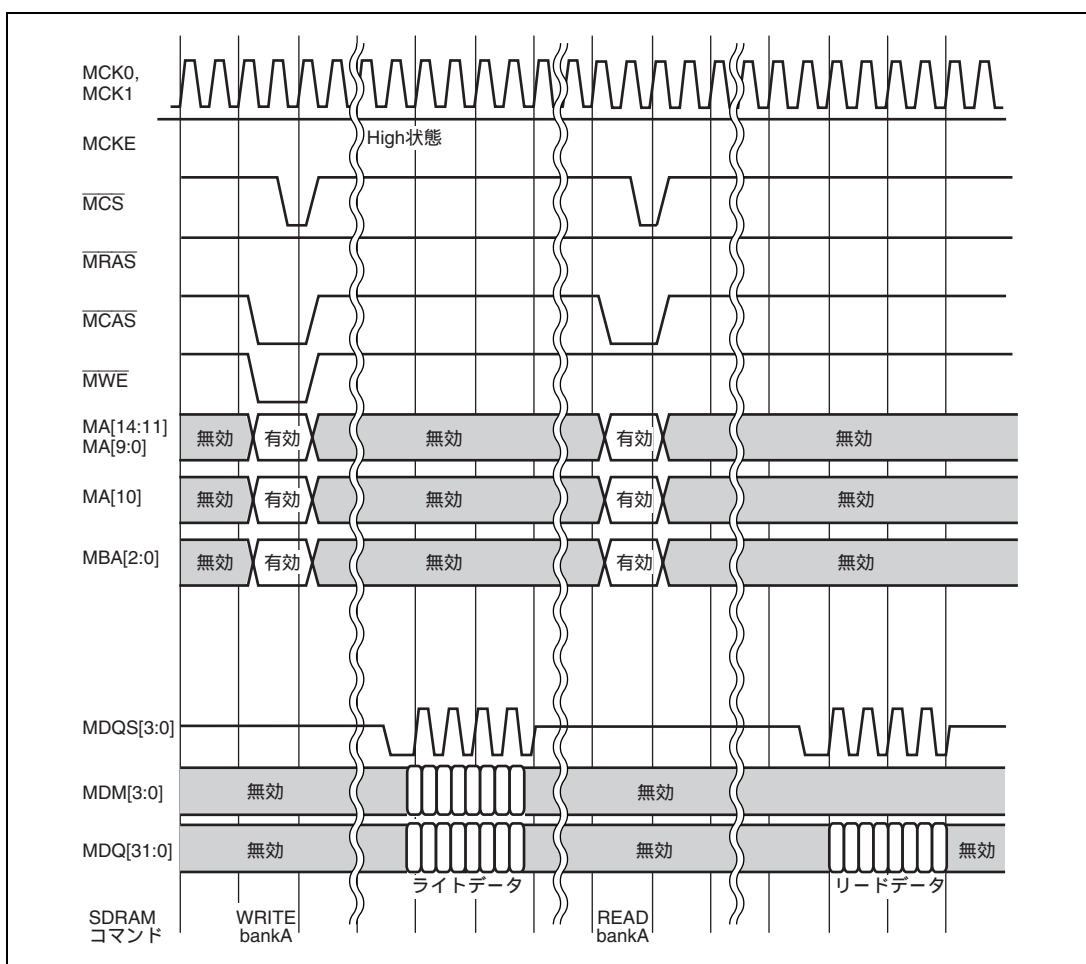 MCK0,
MCK1
MCKE
High状態
MCS
MRAS
MCAS
MWE
MA[14:11]
MA[9:0]
無効 有効 無効 有効 無効
MA[10] 無効 有効 無効 有効 無効
MBA[2:0] 無効 有効 無効 有効 無効
MDQS[3:0]
MDM[3:0] 無効 無効
MDQ[31:0] 無効 無効 無効
ライトデータ リードデータ
SDRAM
コマンド
WRITE
bankA
READ
bankA